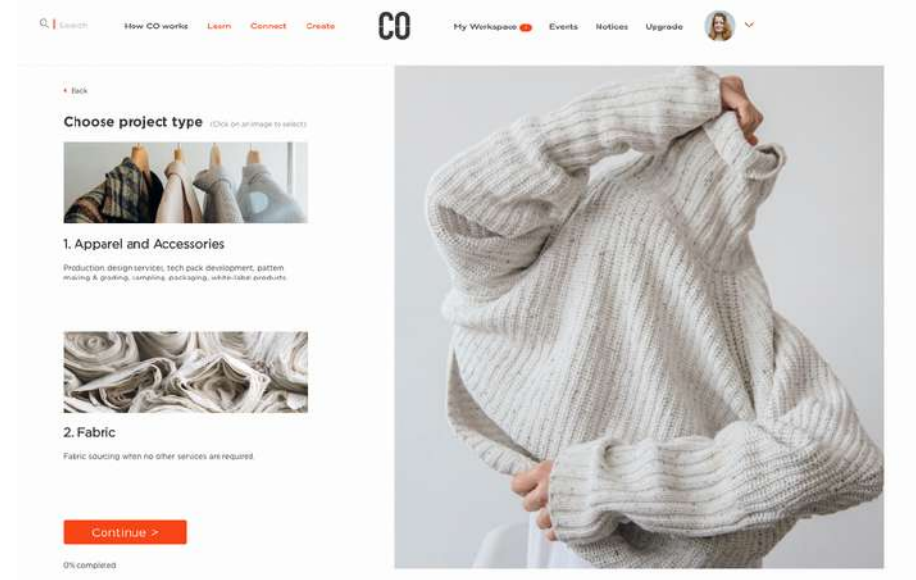 Search
How CO works
Learn
Connect
Create
CO
My Workspace
Events
Notices
Upgrade
Back
Choose project type (Click on an image to select)
1. Apparel and Accessories
Production design services, tech pack development, pattern
making & grading, sampling, packaging, white-label products.
2. Fabric
Fabric sourcing when no other services are required.
Continue >
0% completed